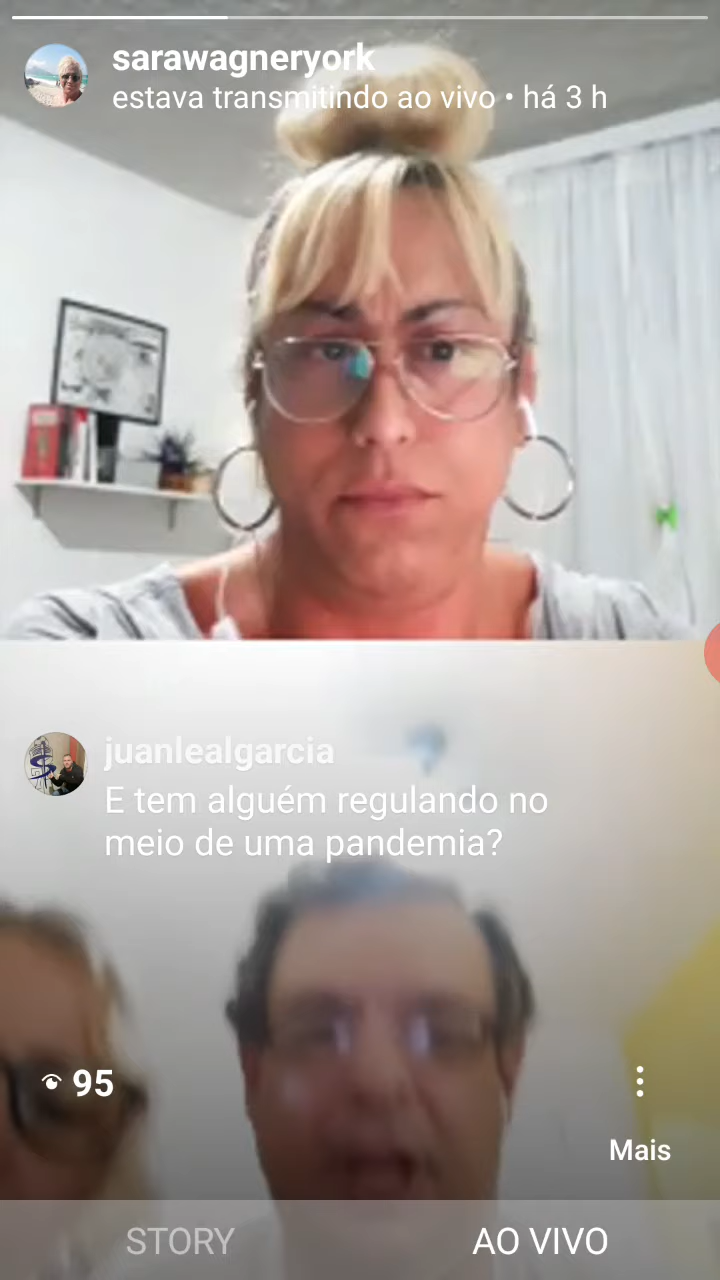 sarawagneryork
estava transmitindo ao vivo • há 3 h
juanlealgarcia
E tem alguém regulando no
meio de uma pandemia?
95
Mais
STORY
AO VIVO